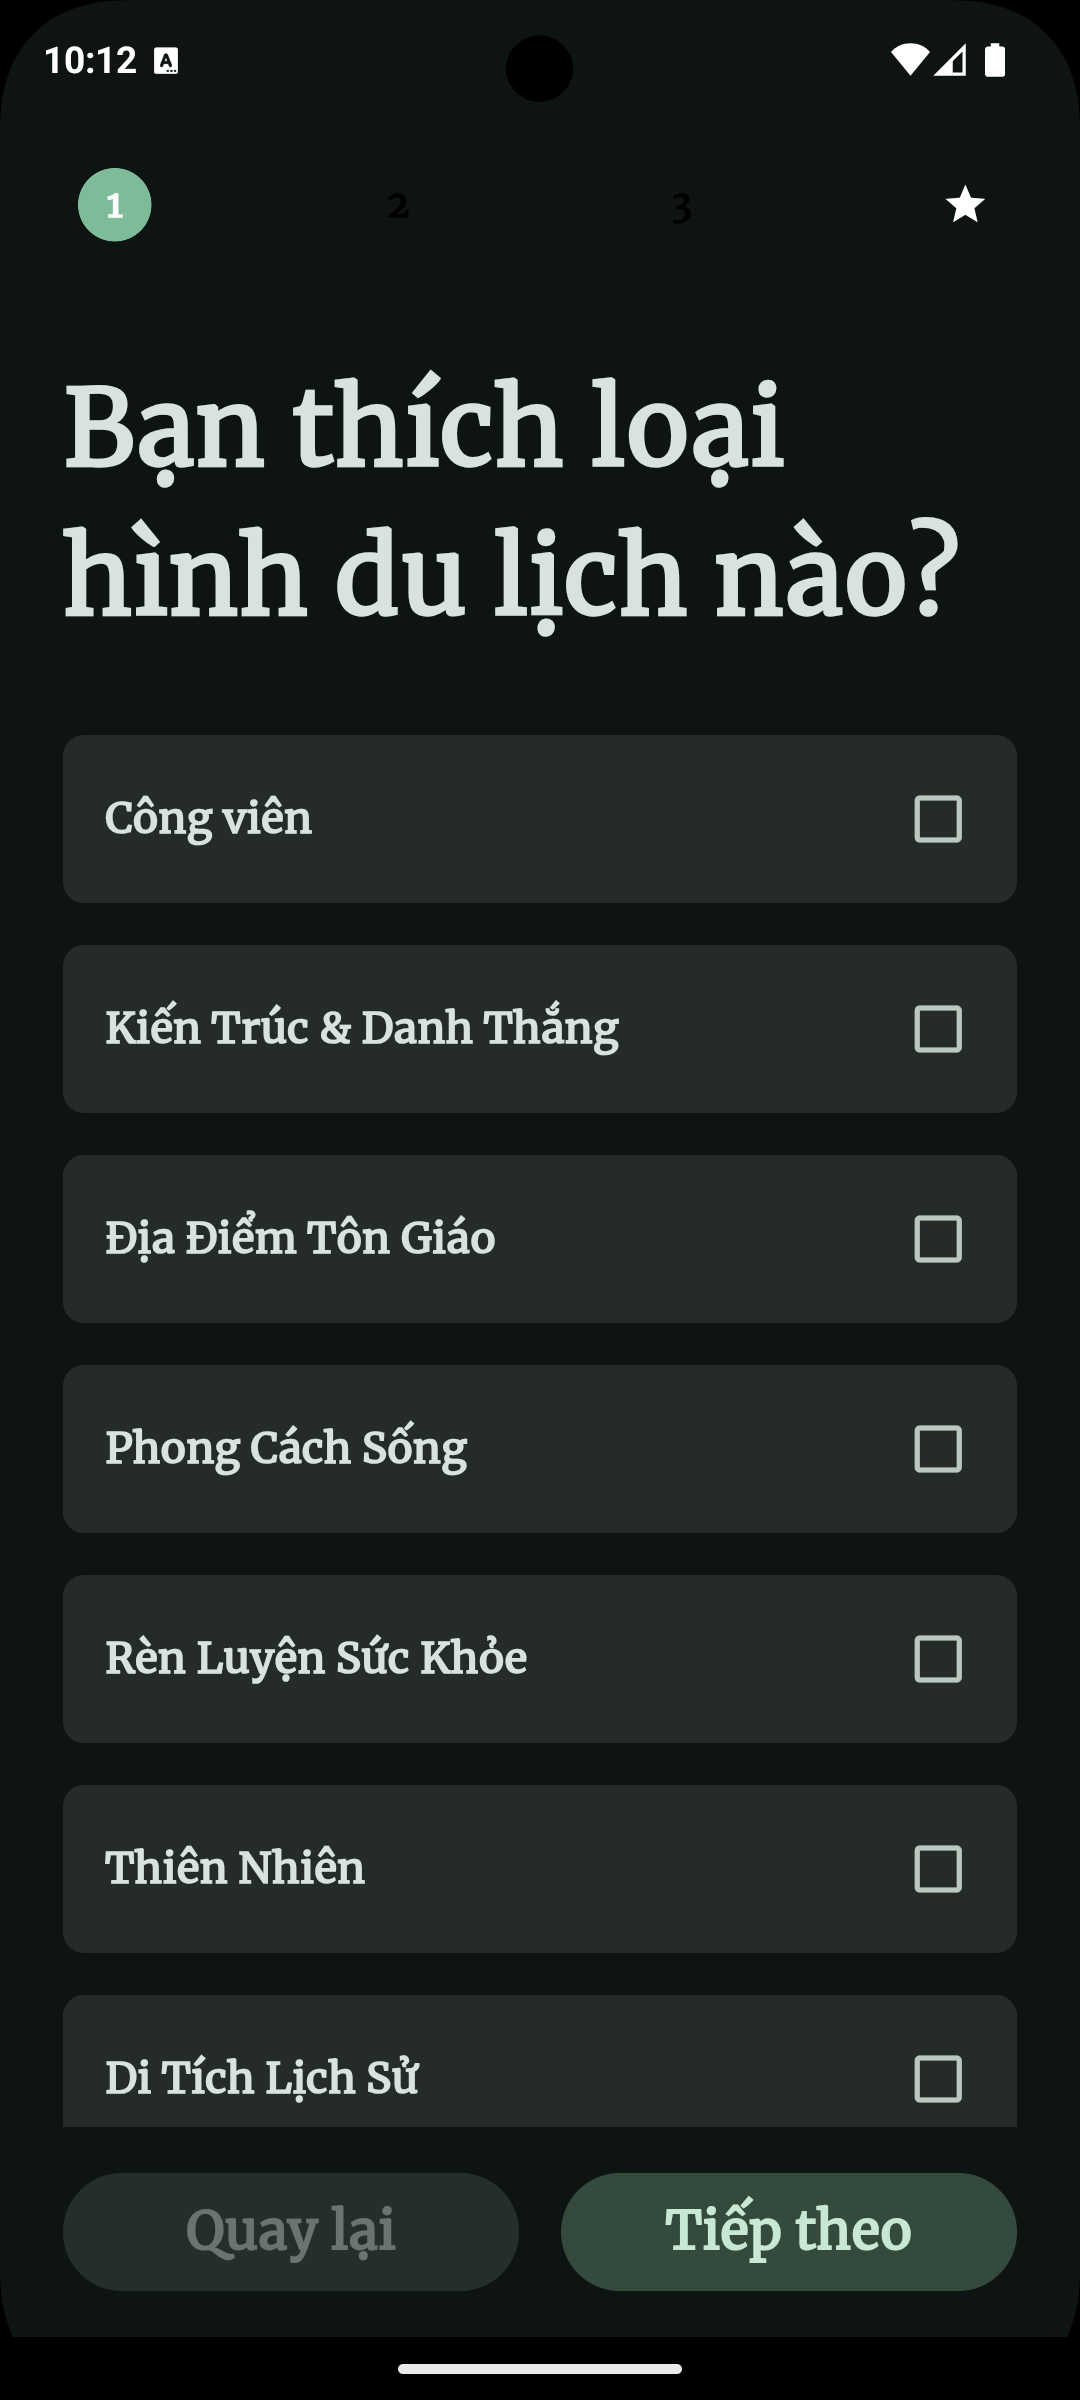 10:12
1 2 3
Bạn thích loại
hình du lịch nào?
Công viên
Kiến Trúc & Danh Thắng
Địa Điểm Tôn Giáo
Phong Cách Sống
Rèn Luyện Sức Khỏe
Thiên Nhiên
Di Tích Lịch Sử
Quay lại Tiếp theo